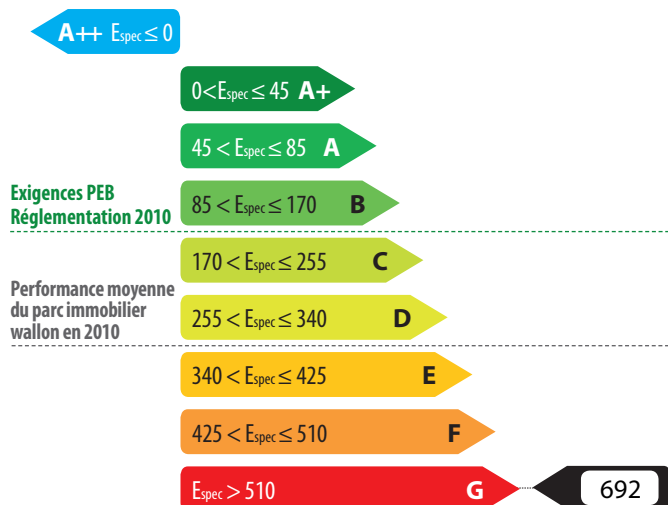 A++ Espec ≤ 0
0<Espec ≤ 45 A+
45 < Espec ≤ 85 A
Exigences PEB
Réglementation 2010
85 < Espec ≤ 170 B
170 < Espec ≤ 255 C
Performance moyenne
du parc immobilier
wallon en 2010
255 < Espec ≤ 340 D
340 < Espec ≤ 425 E
425 < Espec ≤ 510 F
Espec > 510 G
692